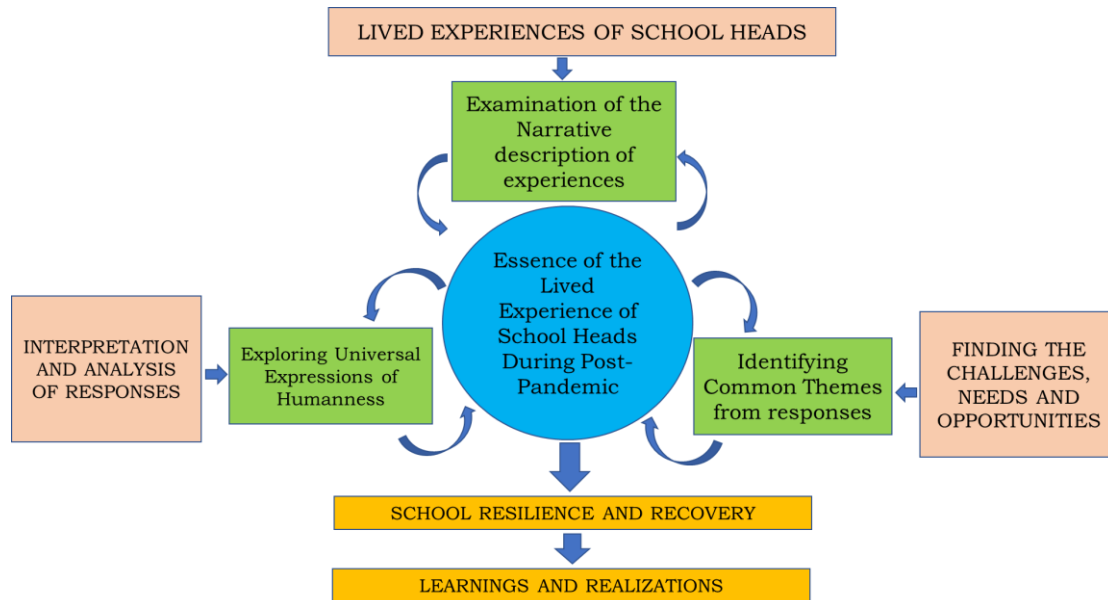 LIVED EXPERIENCES OF SCHOOL HEADS
Examination of the
Narrative
description of
experiences
Essence of the
Lived
Experience of
School Heads
During Post-
Pandemic
INTERPRETATION
AND ANALYSIS
OF RESPONSES
Exploring Universal
Expressions of
Humanness
Identifying
Common Themes
from responses
FINDING THE
CHALLENGES,
NEEDS AND
OPPORTUNITIES
SCHOOL RESILIENCE AND RECOVERY
LEARNINGS AND REALIZATIONS